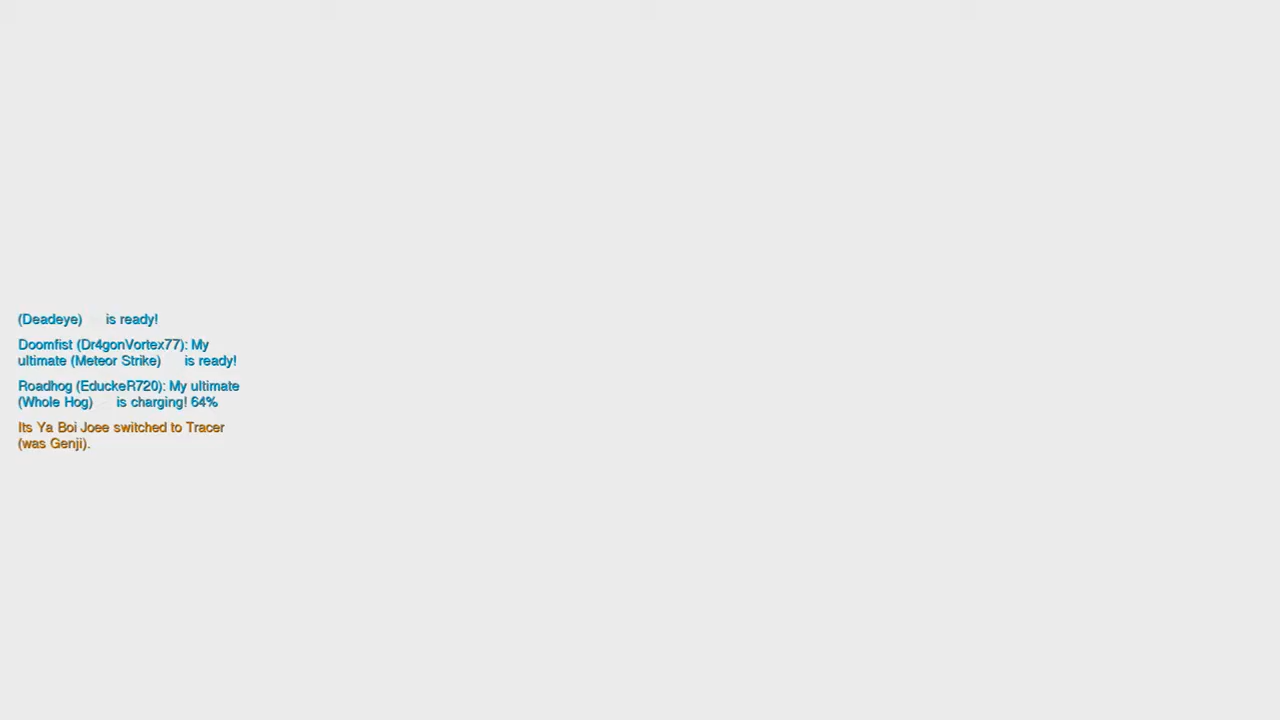 (Deadeye) is ready!
Doomfist (Dr4gonVortex77): My
ultimate (Meteor Strike) is ready!
Roadhog (EduckeR720): My ultimate
(Whole Hog) is charging! 64%
Its Ya Boi Joee switched to Tracer
(was Genji).